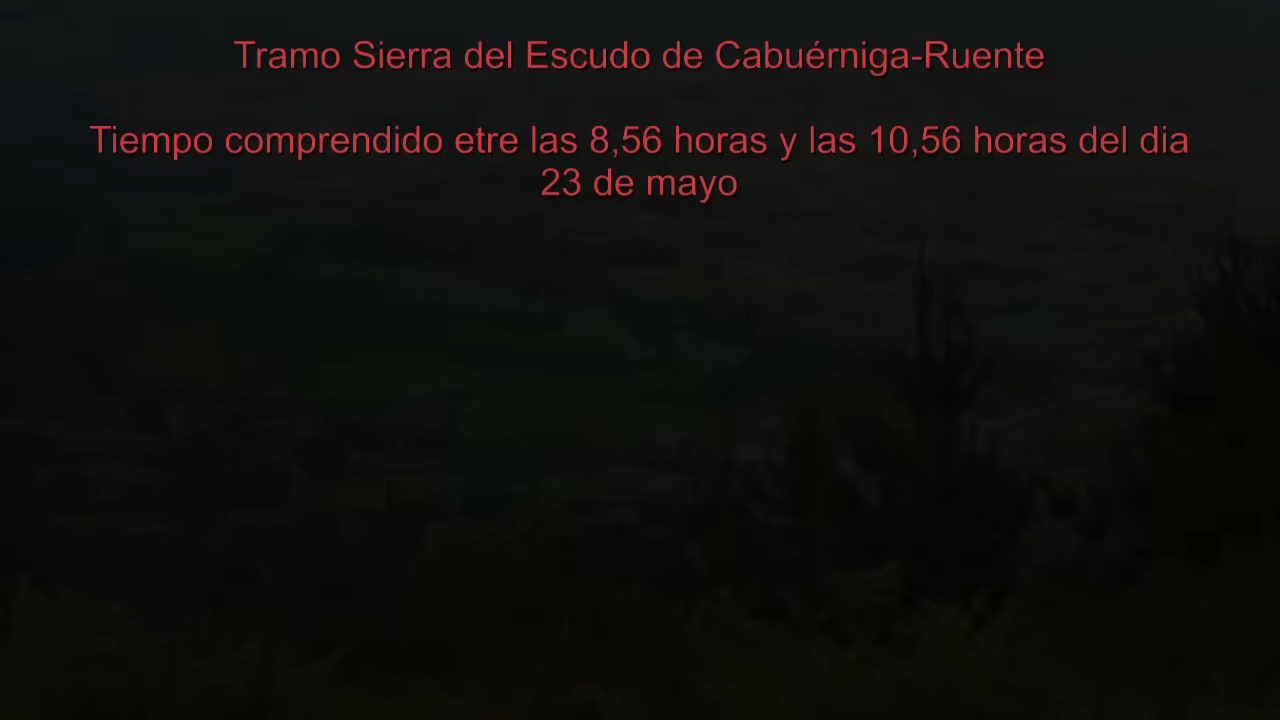 Tramo Sierra del Escudo de Cabuérniga-Ruente
Tiempo comprendido etre las 8,56 horas y las 10,56 horas del dia
23 de mayo